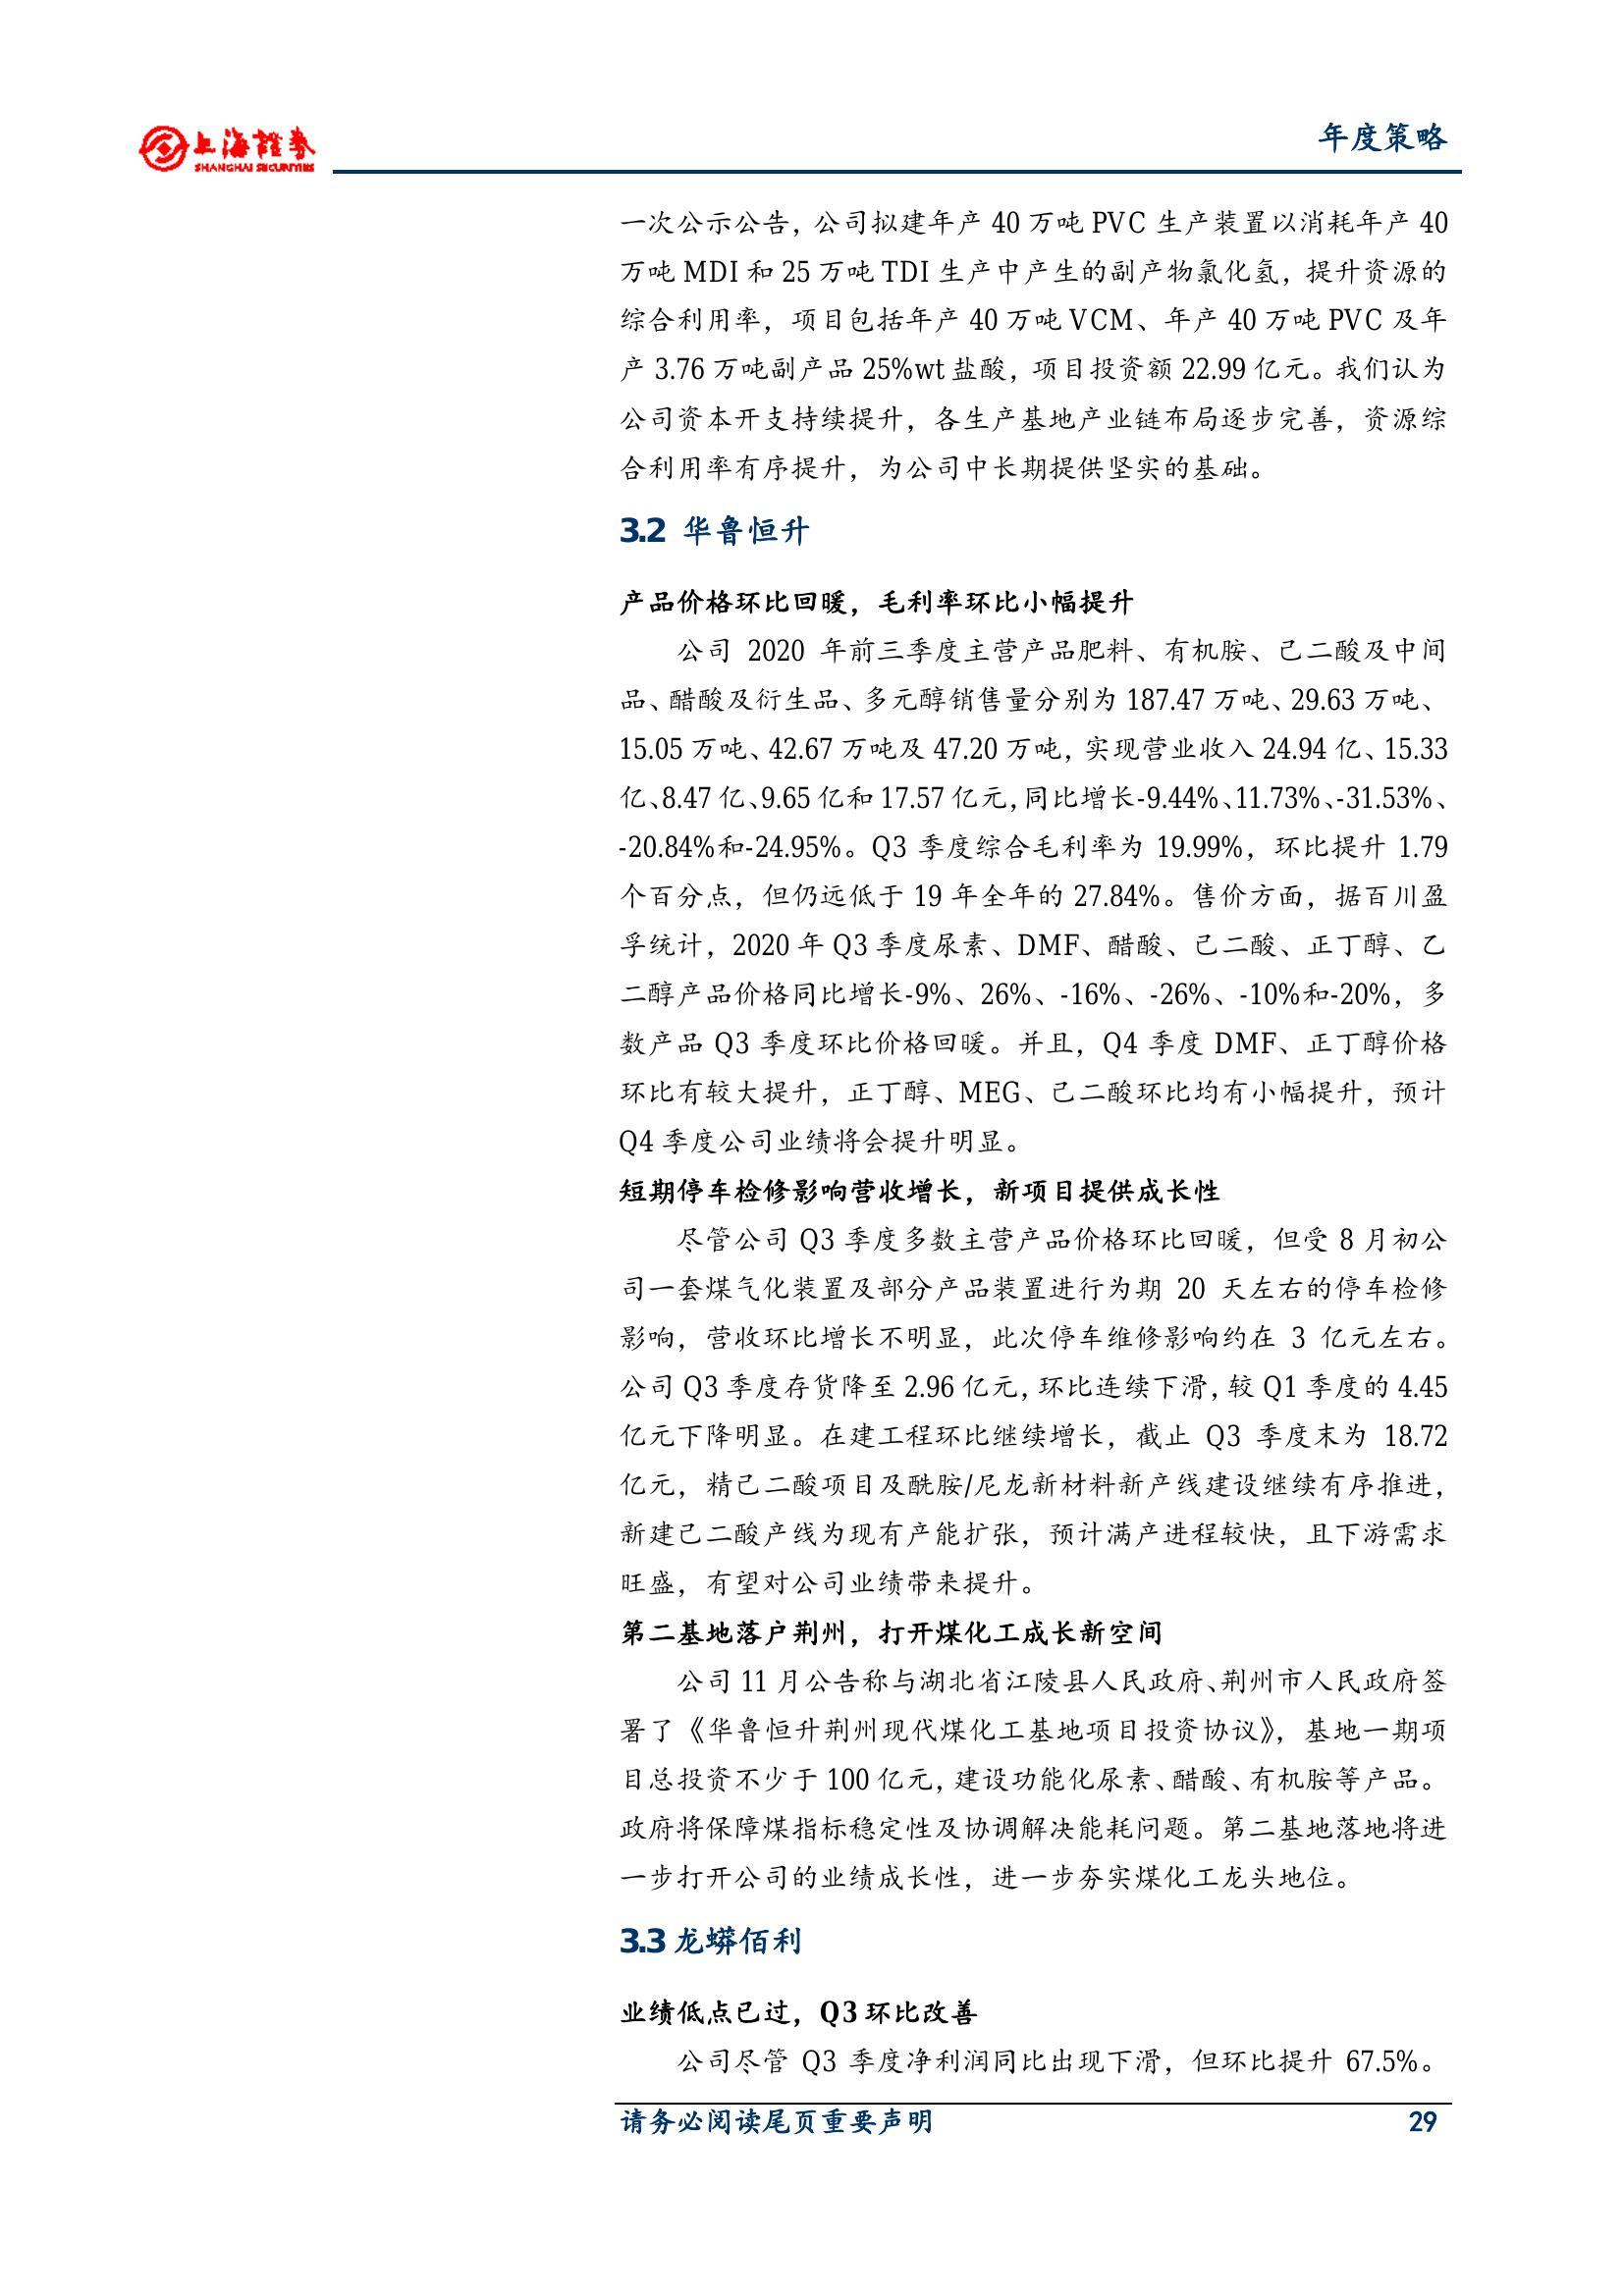 上海證券
SHANGHAI SECURITIES
年度策略
一次公示公告，公司拟建年产 40 万吨 PVC 生产装置以消耗年产 40
万吨 MDI 和 25 万吨 TDI 生产中产生的副产物氯化氢，提升资源的
综合利用率，项目包括年产 40 万吨 VCM、年产 40 万吨 PVC 及年
产 3.76 万吨副产品 25%wt 盐酸，项目投资额 22.99 亿元。我们认为
公司资本开支持续提升，各生产基地产业链布局逐步完善，资源综
合利用率有序提升，为公司中长期提供坚实的基础。
3.2 华鲁恒升
产品价格环比回暖，毛利率环比小幅提升
公司 2020 年前三季度主营产品肥料、有机胺、己二酸及中间
品、醋酸及衍生品、多元醇销售量分别为 187.47 万吨、29.63 万吨、
15.05 万吨、42.67 万吨及 47.20 万吨，实现营业收入 24.94 亿、15.33
亿、8.47 亿、9.65 亿和 17.57 亿元，同比增长-9.44%、11.73%、-31.53%、
-20.84%和-24.95%。Q3 季度综合毛利率为 19.99%，环比提升 1.79
个百分点，但仍远低于 19 年全年的 27.84%。售价方面，据百川盈
孚统计，2020 年 Q3 季度尿素、DMF、醋酸、己二酸、正丁醇、乙
二醇产品价格同比增长-9%、26%、-16%、-26%、-10%和-20%，多
数产品 Q3 季度环比价格回暖。并且，Q4 季度 DMF、正丁醇价格
环比有较大提升，正丁醇、MEG、己二酸环比均有小幅提升，预计
Q4 季度公司业绩将会提升明显。
短期停车检修影响营收增长，新项目提供成长性
尽管公司 Q3 季度多数主营产品价格环比回暖，但受 8 月初公
司一套煤气化装置及部分产品装置进行为期 20 天左右的停车检修
影响，营收环比增长不明显，此次停车维修影响约在 3 亿元左右。
公司 Q3 季度存货降至 2.96 亿元，环比连续下滑，较 Q1 季度的 4.45
亿元下降明显。在建工程环比继续增长，截止 Q3 季度末为 18.72
亿元，精己二酸项目及酰胺/尼龙新材料新产线建设继续有序推进，
新建己二酸产线为现有产能扩张，预计满产进程较快，且下游需求
旺盛，有望对公司业绩带来提升。
第二基地落户荆州，打开煤化工成长新空间
公司 11 月公告称与湖北省江陵县人民政府、荆州市人民政府签
署了《华鲁恒升荆州现代煤化工基地项目投资协议》，基地一期项
目总投资不少于 100 亿元，建设功能化尿素、醋酸、有机胺等产品。
政府将保障煤指标稳定性及协调解决能耗问题。第二基地落地将进
一步打开公司的业绩成长性，进一步夯实煤化工龙头地位。
3.3 龙蟒佰利
业绩低点已过，Q3 环比改善
公司尽管 Q3 季度净利润同比出现下滑，但环比提升 67.5%。
请务必阅读尾页重要声明
29